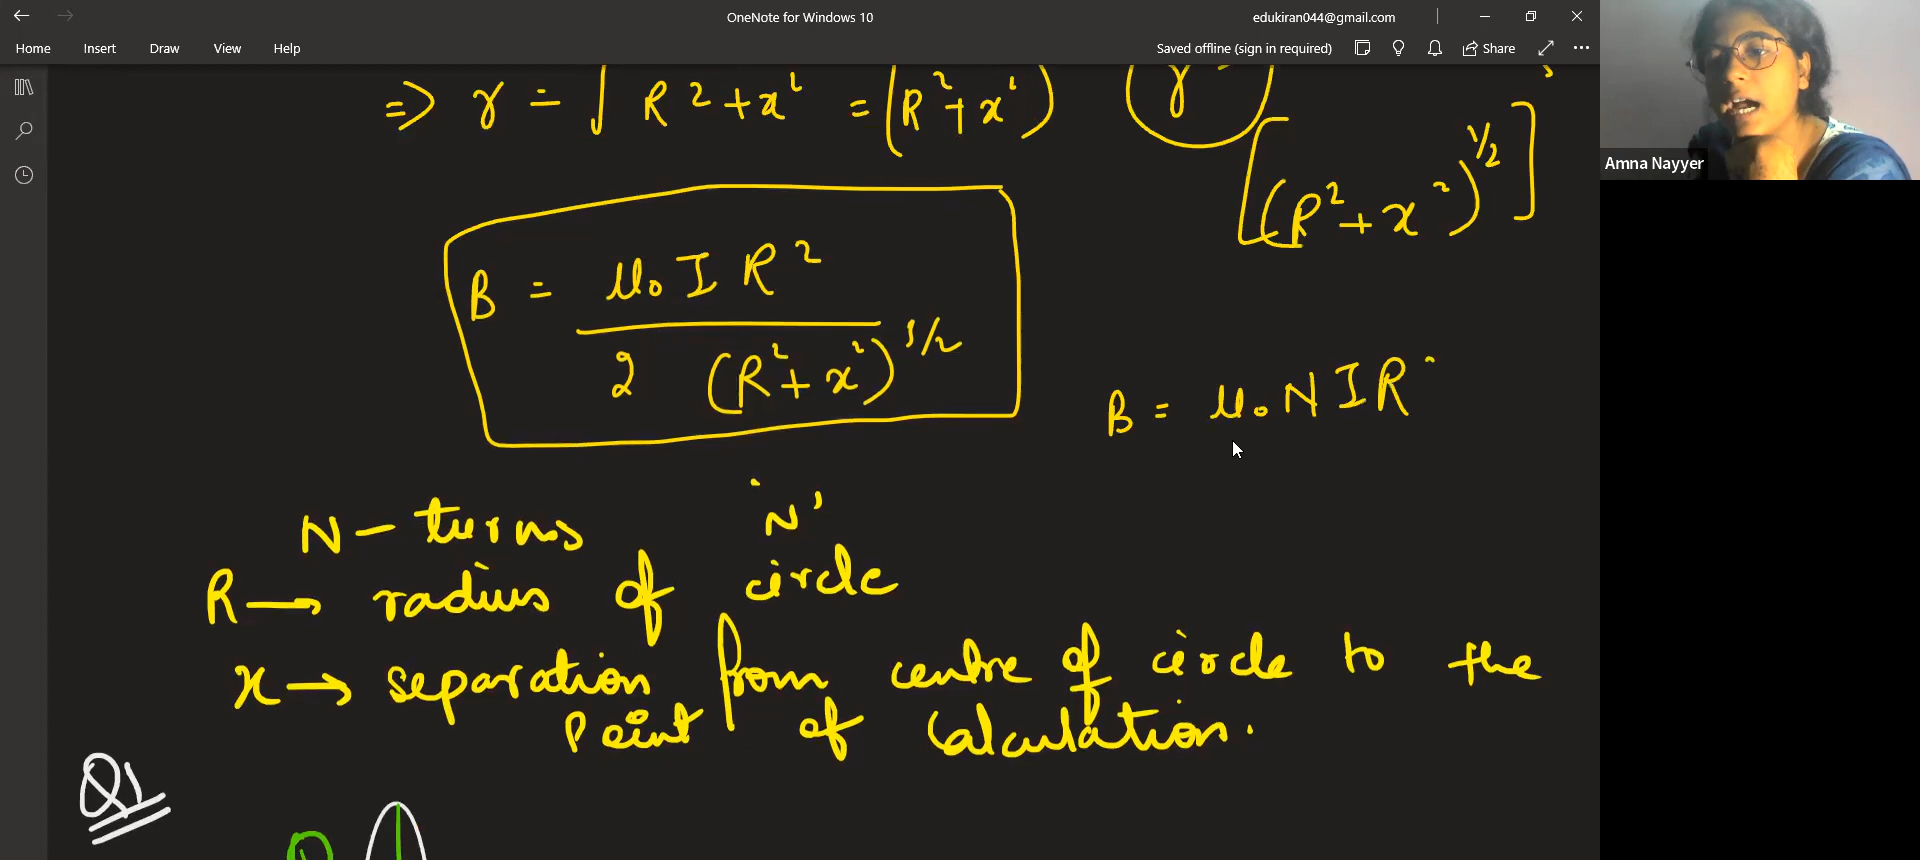 OneNote for Windows 10
edukiran044@gmail.com
Home Insert Draw View Help
Saved offline (sign in required)
Share
Amna Nayyer
=> r = √ R2 + x² = (R² + x²)
r
[(R² + x²)^1/2]
B = μ₀ I R² / 2 (R² + x²)^3/2
B = μ₀ N I R
N - turns 'N'
R → radius of circle
x → separation from centre of circle to the
point of calculation.
Q1